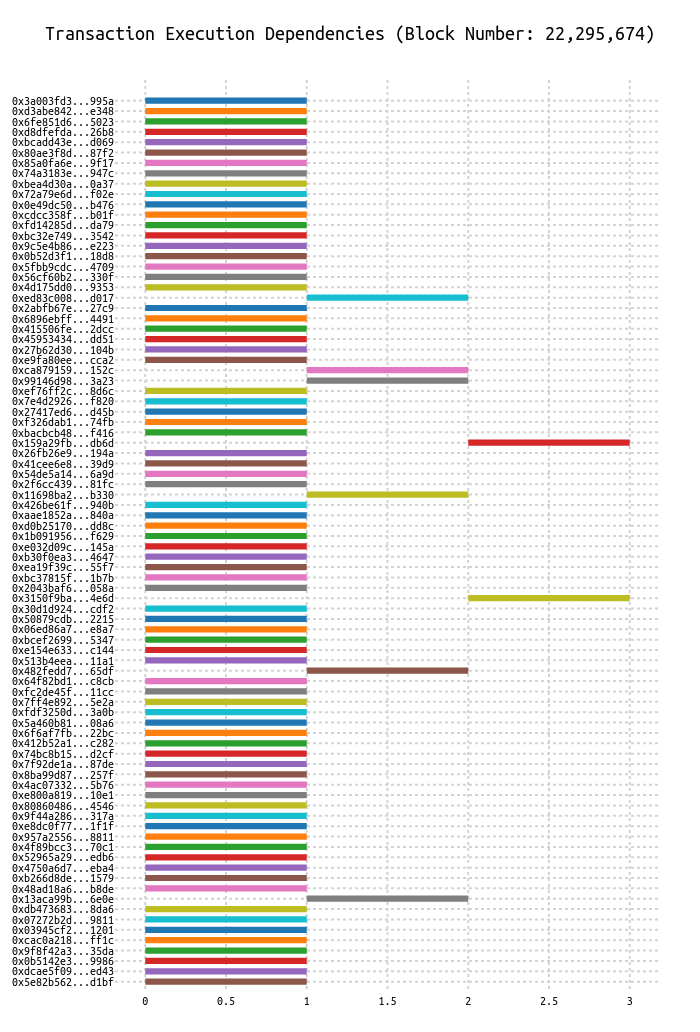 Transaction Execution Dependencies (Block Number: 22,295,674)
0x3a003fd3...995a
0xd3abe842...e348
0x6fe851d6...5023
0xd8dfefda...26b8
0xbcadd43e...d069
0x80ae3f8d...87f2
0x85a0fa6e...9f17
0x74a3183e...947c
0xbea4d30a...0a37
0x72a79e6d...f02e
0x0e49dc50...b476
0xcdcc358f...b01f
0xfd14285d...da79
0xbc32e749...3542
0x9c5e4b86...e223
0x0b52d3f1...18d8
0x5fbb9cdc...4709
0x56cf60b2...330f
0x4d175dd0...9353
0xed83c008...d017
0x2abfb67e...27c9
0x6896ebff...4491
0x415506fe...2dcc
0x45953434...dd51
0x27b62d30...104b
0xe9fa80ee...cca2
0xca879159...152c
0x99146d98...3a23
0xef76ff2c...8d6c
0x7e4d2926...f820
0x27417ed6...d45b
0xf326dab1...74fb
0xbacbcb48...f416
0x159a29fb...db6d
0x26fb26e9...194a
0x41cee6e8...39d9
0x54de5a14...6a9d
0x2f6cc439...81fc
0x11698ba2...b330
0x426be61f...940b
0xaae1852a...840a
0xd0b25170...dd8c
0x1b091956...f629
0xe032d09c...145a
0xb30f0ea3...4647
0xea19f39c...55f7
0xbc37815f...1b7b
0x2043baf6...058a
0x3150f9ba...4e6d
0x30d1d924...cdf2
0x50879cdb...2215
0x06ed86a7...e8a7
0xbcef2699...5347
0xe154e633...c144
0x513b4eea...11a1
0x482fedd7...65df
0x64f82bd1...c8cb
0xfc2de45f...11cc
0x7ff4e892...5e2a
0xfdf3250d...3a0b
0x5a460b81...08a6
0x6f6af7fb...22bc
0x412b52a1...c282
0x74bc8b15...d2cf
0x7f92de1a...87de
0x8ba99d87...257f
0x4ac07332...5b76
0xe800a819...10e1
0x80860486...4546
0x9f44a286...317a
0xe8dc0f77...1f1f
0x957a2556...8811
0x4f89bcc3...70c1
0x52965a29...edb6
0x4750a6d7...eba4
0xb266d8de...1579
0x48ad18a6...b8de
0x13aca99b...6e0e
0xdb473683...8da6
0x07272b2d...9811
0x03945cf2...1201
0xcac0a218...ff1c
0x9f8f42a3...35da
0x0b5142e3...9986
0xdcae5f09...ed43
0x5e82b562...d1bf
0 0.5 1 1.5 2 2.5 3